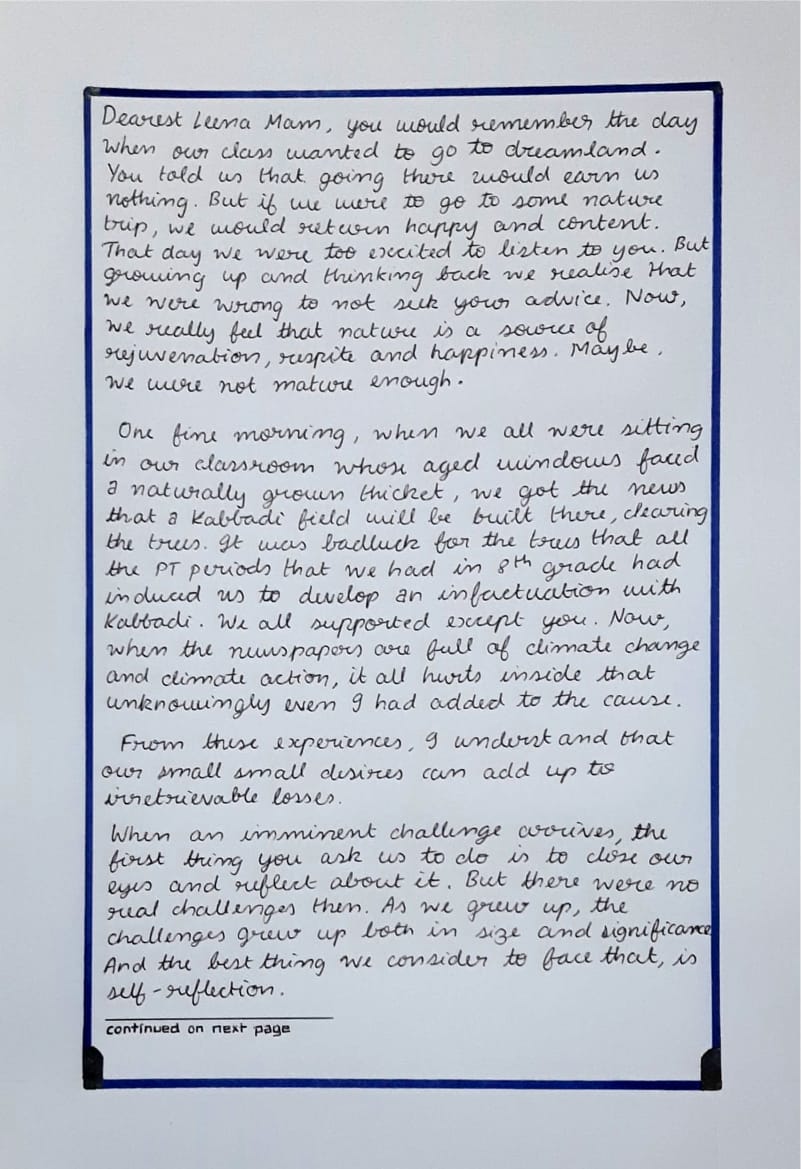 Dearest Leena Mam, you would remember the day
when our class wanted to go to dreamland.
You told us that going there would earn us
nothing. But if we were to go to some nature
trip, we would return happy and content.
That day we were too excited to listen to you. But
growing up and thinking back we realise that
we were wrong to not seek your advice. Now,
we really feel that nature is a source of
rejuvenation, respite and happiness. Maybe,
we were not mature enough.
One fine morning, when we all were sitting
in our classroom whose aged windows faced
a naturally grown thicket, we got the news
that a Kabbadi field will be built there, clearing
the trees. It was badluck for the trees that all
the PT periods that we had in 8th grade had
induced us to develop an infactuation with
Kabbadi. We all supported except you. Now,
when the newspapers are full of climate change
and climate action, it all hurts inside that
unknowingly even I had added to the cause.
From these experiences, I understand that
our small small desires can add up to
irretrievable losses.
When an imminent challenge arrives, the
first thing you ask us to do is to close our
eyes and reflect about it. But there were no
real challenges then. As we grew up, the
challenges grew up both in size and significance
And the best thing we consider to face that, is
self-reflection.
continued on next page